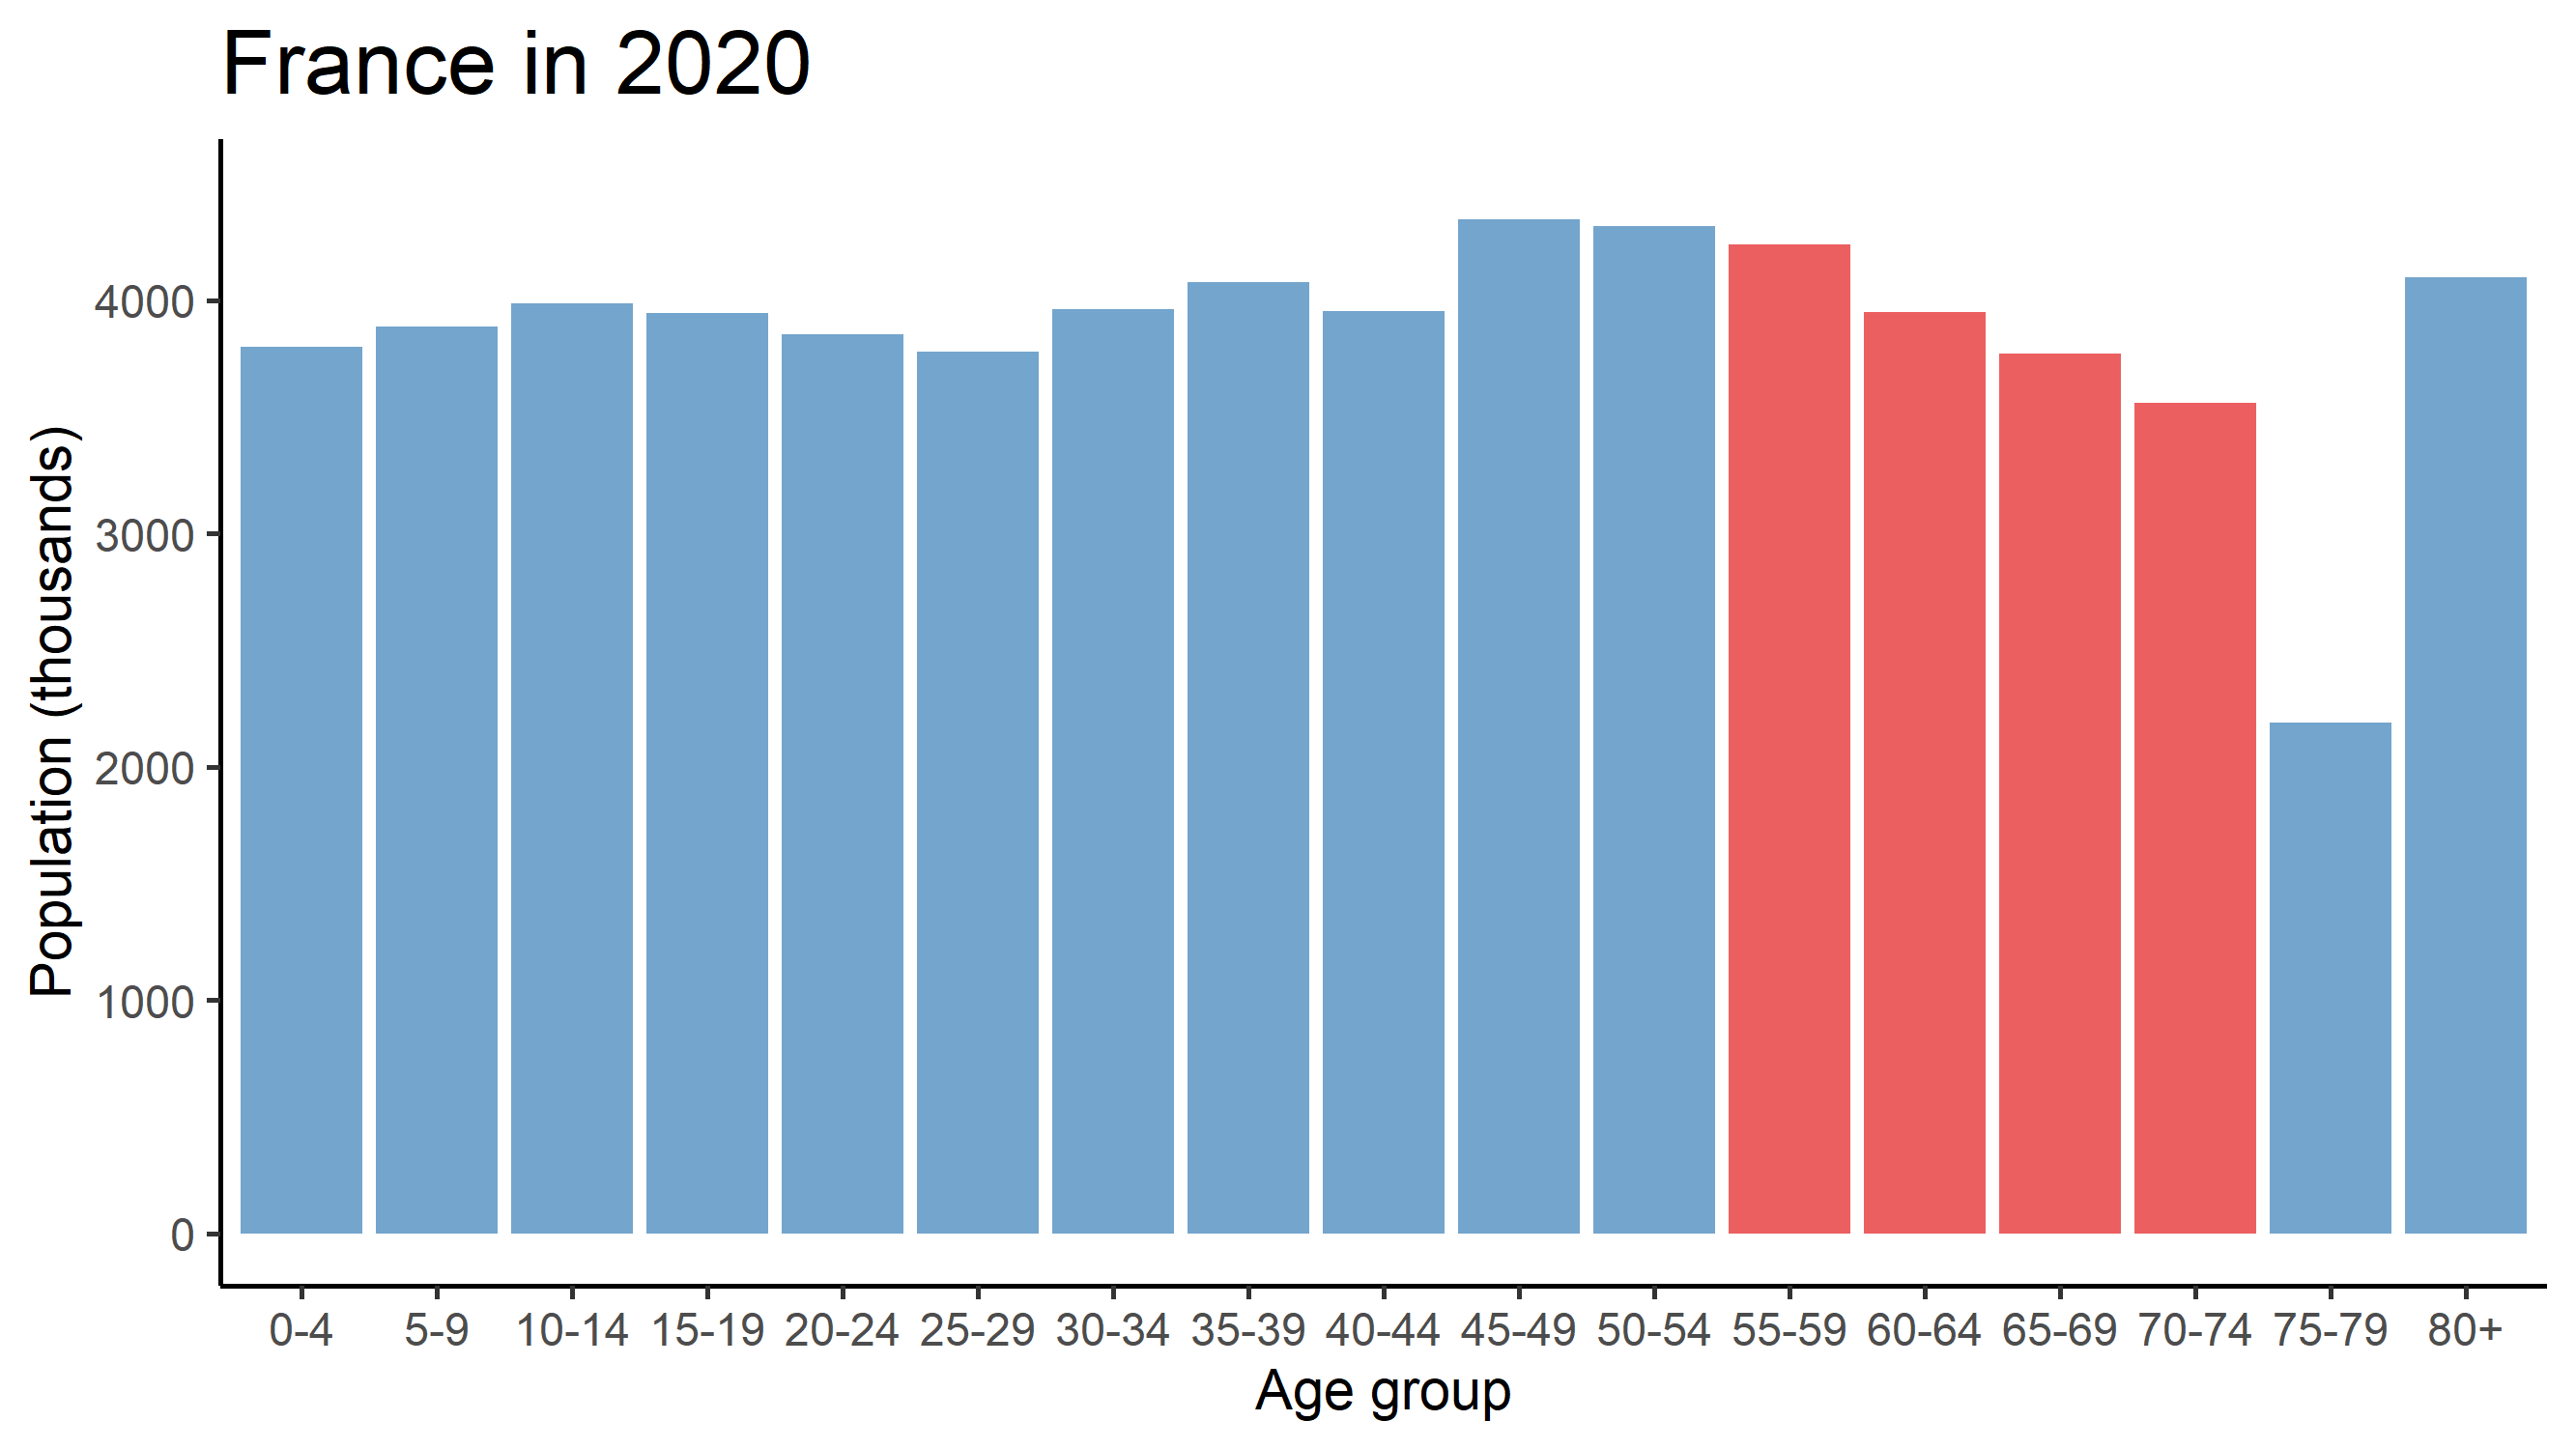 France in 2020
Population (thousands)
4000
3000
2000
1000
0
0-4 5-9 10-14 15-19 20-24 25-29 30-34 35-39 40-44 45-49 50-54 55-59 60-64 65-69 70-74 75-79 80+
Age group